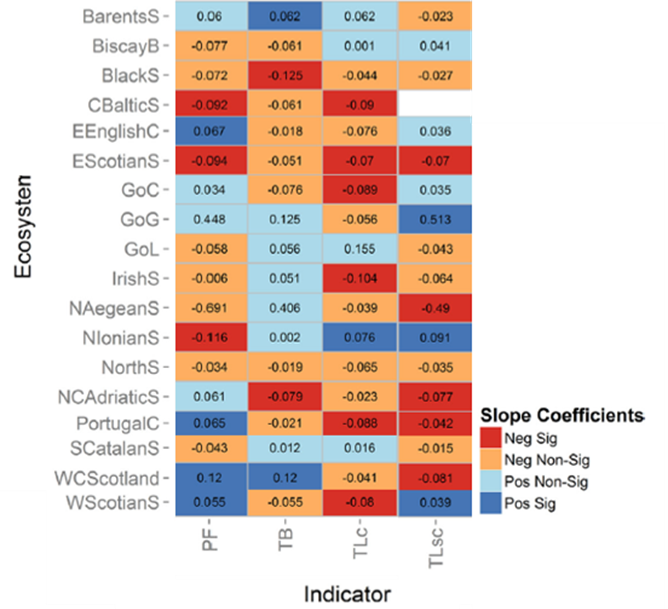 BarentsS 0.06 0.062 0.062 -0.023
BiscayB -0.077 -0.061 0.001 0.041
BlackS -0.072 -0.125 -0.044 -0.027
CBalticS -0.092 -0.061 -0.09
EEnglishC 0.067 -0.018 -0.076 0.036
EScotianS -0.094 -0.051 -0.07 -0.07
GoC 0.034 -0.076 -0.089 0.035
GoG 0.448 0.125 -0.056 0.513
GoL -0.058 0.056 0.155 -0.043
IrishS -0.006 0.051 -0.104 -0.064
NAegeanS -0.691 0.406 -0.039 -0.49
NIonianS -0.116 0.002 0.076 0.091
NorthS -0.034 -0.019 -0.065 -0.035
NCAdriaticS 0.061 -0.079 -0.023 -0.077
PortugalC 0.065 -0.021 -0.088 -0.042
SCatalanS -0.043 0.012 0.016 -0.015
WCScotland 0.12 0.12 -0.041 -0.081
WScotianS 0.055 -0.055 -0.08 0.039
PF TB TLc TLsc
Indicator
Ecosysten
Slope Coefficients
Neg Sig
Neg Non-Sig
Pos Non-Sig
Pos Sig